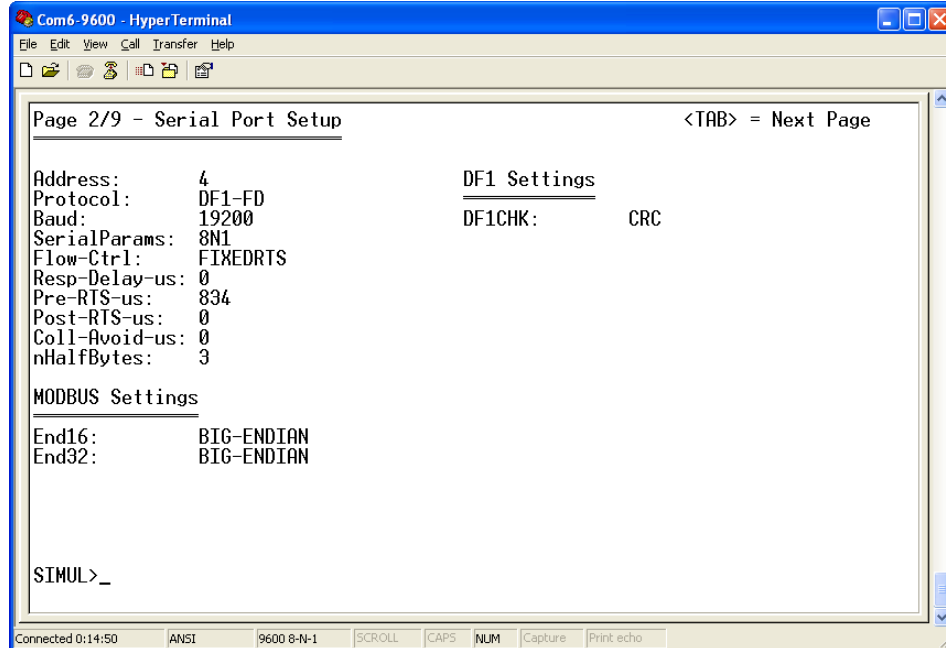 Com6-9600 - HyperTerminal
File Edit View Call Transfer Help
Page 2/9 - Serial Port Setup <TAB> = Next Page
Address: 4 DF1 Settings
Protocol: DF1-FD
Baud: 19200 DF1CHK: CRC
SerialParams: 8N1
Flow-Ctrl: FIXEDRTS
Resp-Delay-us: 0
Pre-RTS-us: 834
Post-RTS-us: 0
Coll-Avoid-us: 0
nHalfBytes: 3
MODBUS Settings
End16: BIG-ENDIAN
End32: BIG-ENDIAN
SIMUL>_
Connected 0:14:50 ANSI 9600 8-N-1 SCROLL CAPS NUM Capture Print echo